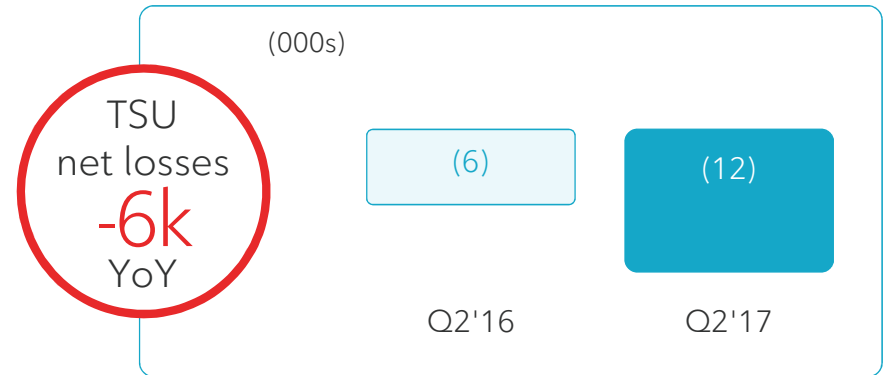 (000s)
TSU
net losses
-6k
YoY
(6)
(12)
Q2'16
Q2'17